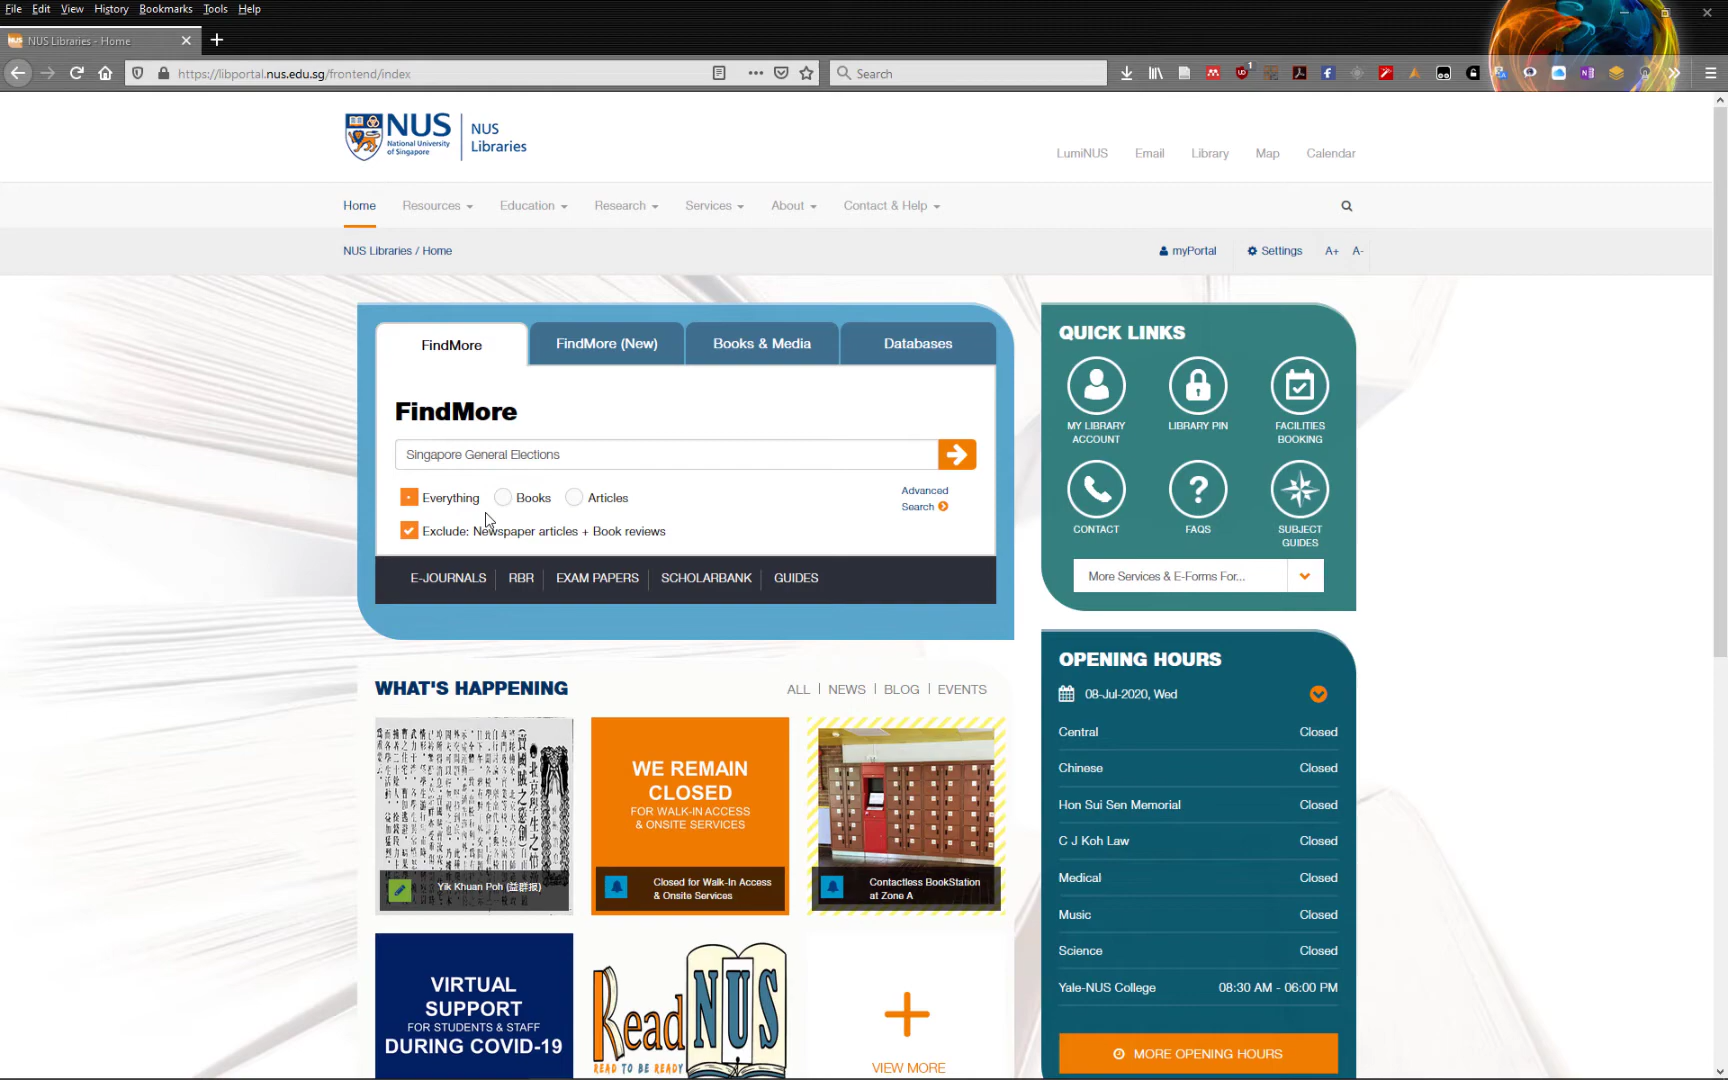 File Edit View History Bookmarks Tools Help
NUS Libraries - Home
https://libportal.nus.edu.sg/frontend/index
Search
1
NUS
National University
of Singapore
NUS
Libraries
LumiNUS Email Library Map Calendar
Home Resources Education Research Services About Contact & Help
NUS Libraries / Home
myPortal Settings A+ A-
FindMore FindMore (New) Books & Media Databases
FindMore
Singapore General Elections
Everything Books Articles
Advanced
Search
Exclude: Newspaper articles + Book reviews
E-JOURNALS RBR EXAM PAPERS SCHOLARBANK GUIDES
QUICK LINKS
MY LIBRARY
ACCOUNT
LIBRARY PIN
FACILITIES
BOOKING
CONTACT
FAQS
SUBJECT
GUIDES
More Services & E-Forms For...
WHAT'S HAPPENING
ALL NEWS BLOG EVENTS
Yik Khuan Poh (益群报)
WE REMAIN
CLOSED
FOR WALK-IN ACCESS
& ONSITE SERVICES
Closed for Walk-In Access
& Onsite Services
Contactless BookStation
at Zone A
VIRTUAL
SUPPORT
FOR STUDENTS & STAFF
DURING COVID-19
Read NUS
READ TO BE READY
VIEW MORE
OPENING HOURS
08-Jul-2020, Wed
Central Closed
Chinese Closed
Hon Sui Sen Memorial Closed
C J Koh Law Closed
Medical Closed
Music Closed
Science Closed
Yale-NUS College 08:30 AM - 06:00 PM
MORE OPENING HOURS